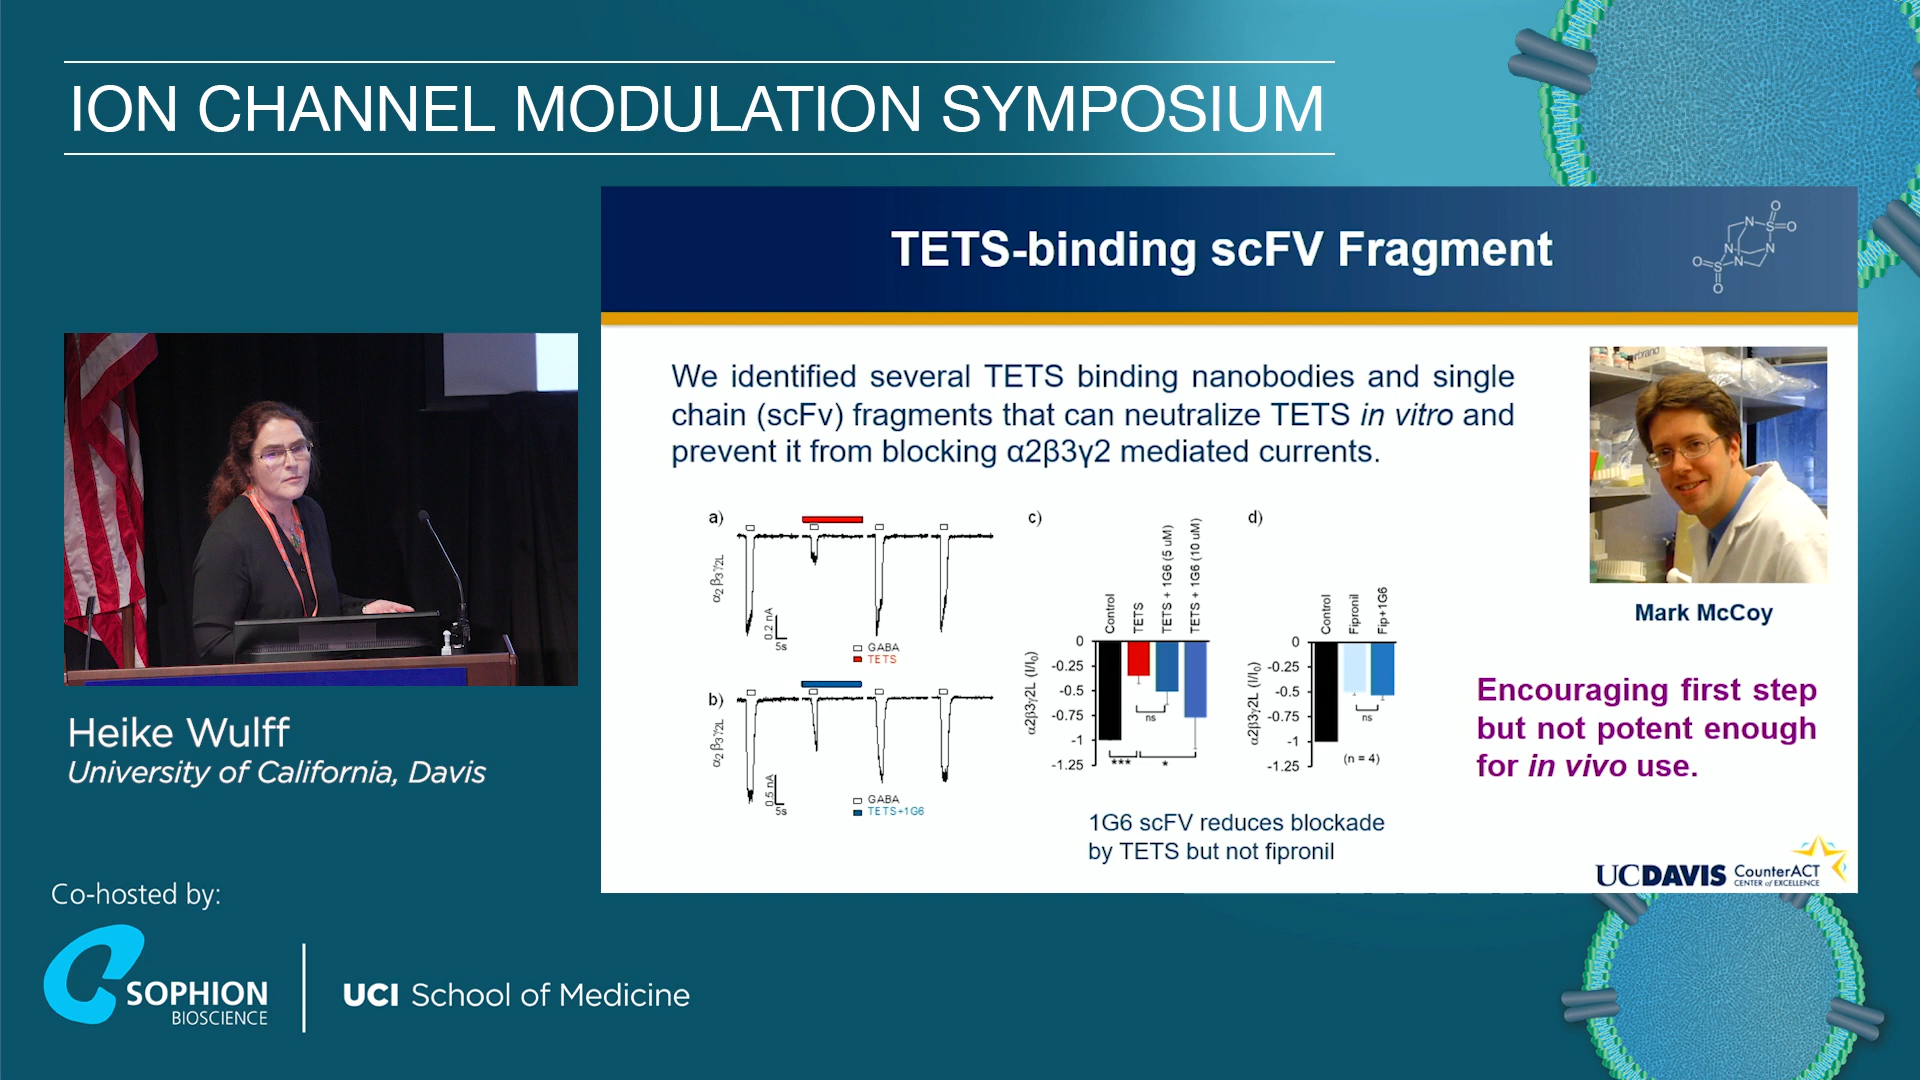 ION CHANNEL MODULATION SYMPOSIUM
TETS-binding scFV Fragment
O
O
S
N
N
N
N
S
O
O
We identified several TETS binding nanobodies and single
chain (scFv) fragments that can neutralize TETS in vitro and
prevent it from blocking α2β3γ2 mediated currents.
a)
α2 β3 γ2L
0.2 nA
5s
GABA
TETS
b)
α2 β3 γ2L
0.5 nA
5s
GABA
TETS+1G6
c)
Control
TETS
TETS + 1G6 (5 uM)
TETS + 1G6 (10 uM)
α2β3γ2L (I/I0)
0
-0.25
-0.5
-0.75
-1
-1.25
ns
***
*
d)
Control
Fipronil
Fip+1G6
α2β3γ2L (I/I0)
0
-0.25
-0.5
-0.75
-1
-1.25
ns
(n = 4)
1G6 scFV reduces blockade
by TETS but not fipronil
Mark McCoy
Encouraging first step
but not potent enough
for in vivo use.
UCDAVIS CounterACT
CENTER of EXCELLENCE
Heike Wulff
University of California, Davis
Co-hosted by:
SOPHION
BIOSCIENCE
UCI School of Medicine